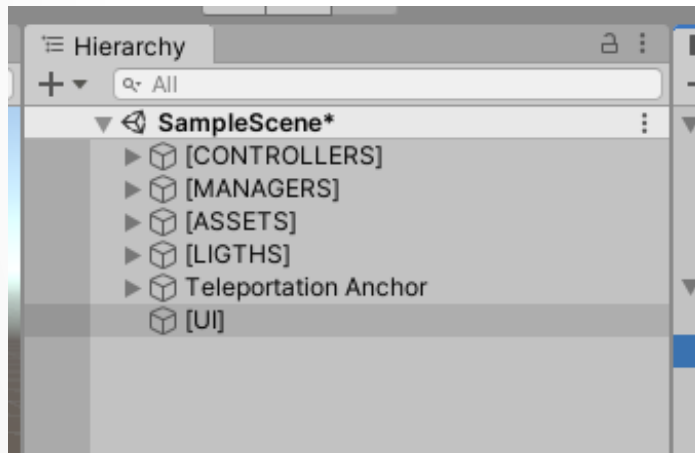 Hierarchy
All
SampleScene*
[CONTROLLERS]
[MANAGERS]
[ASSETS]
[LIGTHS]
Teleportation Anchor
[UI]